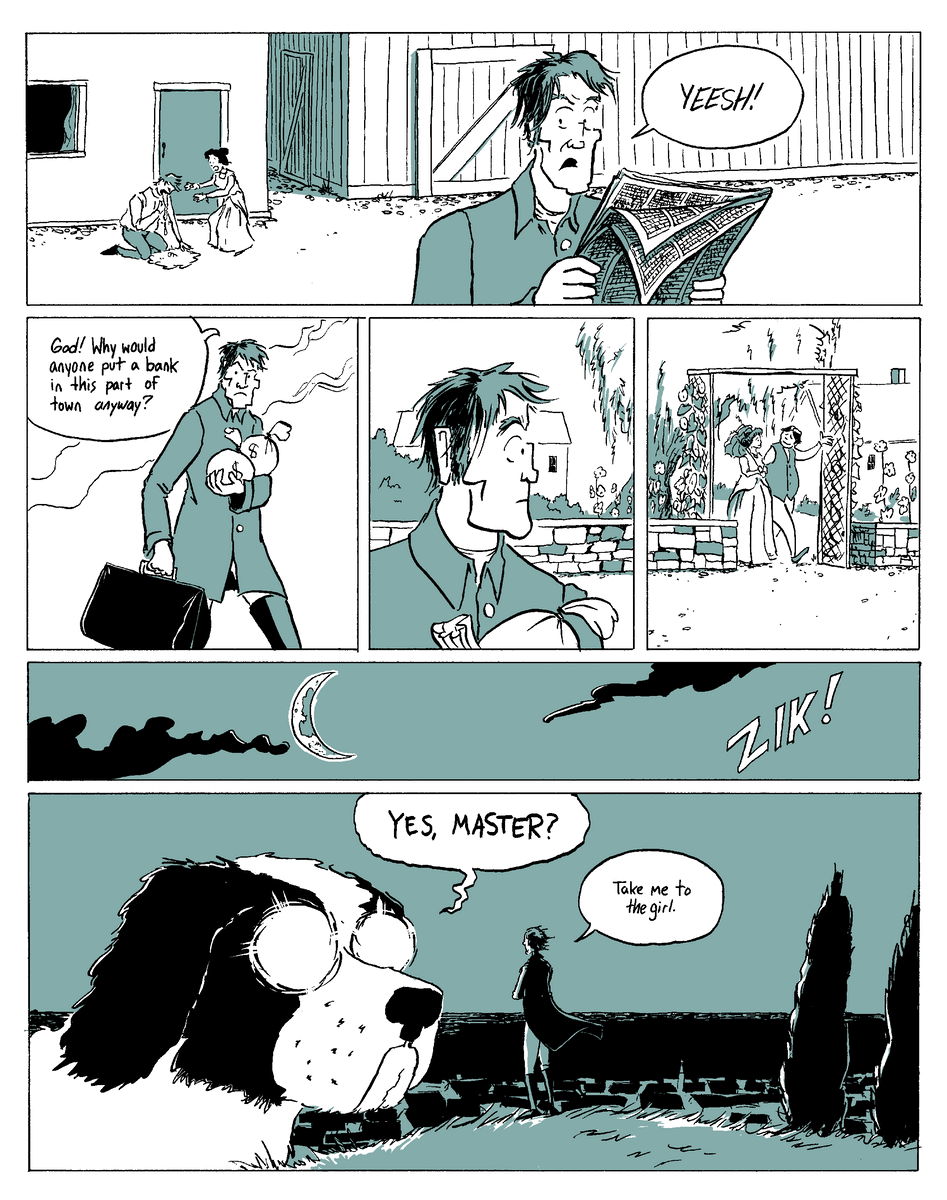 YEESH!
God! Why would
anyone put a bank
in this part of
town anyway?
$
$
ZIK!
YES, MASTER?
Take me to
the girl.